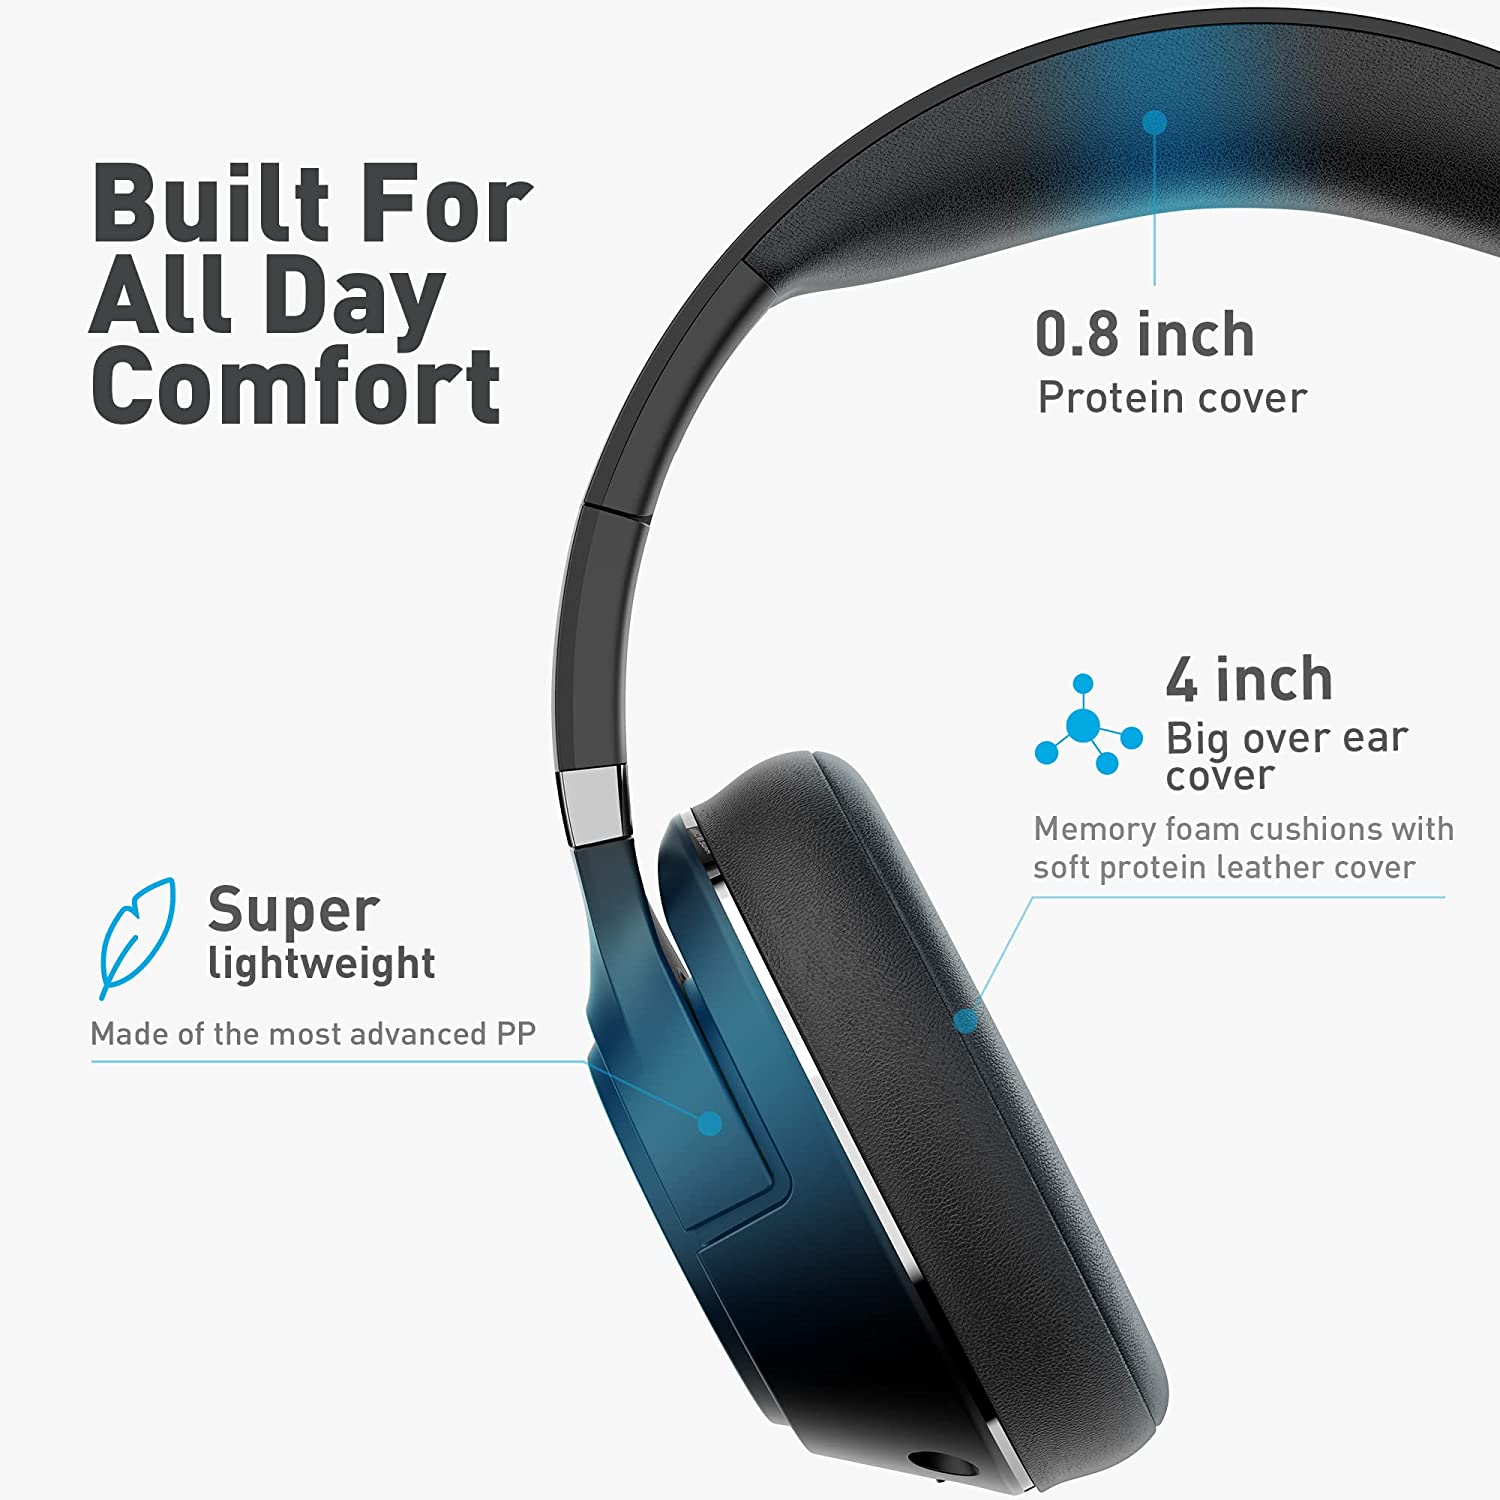 Built For
All Day
Comfort
0.8 inch
Protein cover
4 inch
Big over ear
cover
Memory foam cushions with
soft protein leather cover
Super
lightweight
Made of the most advanced PP